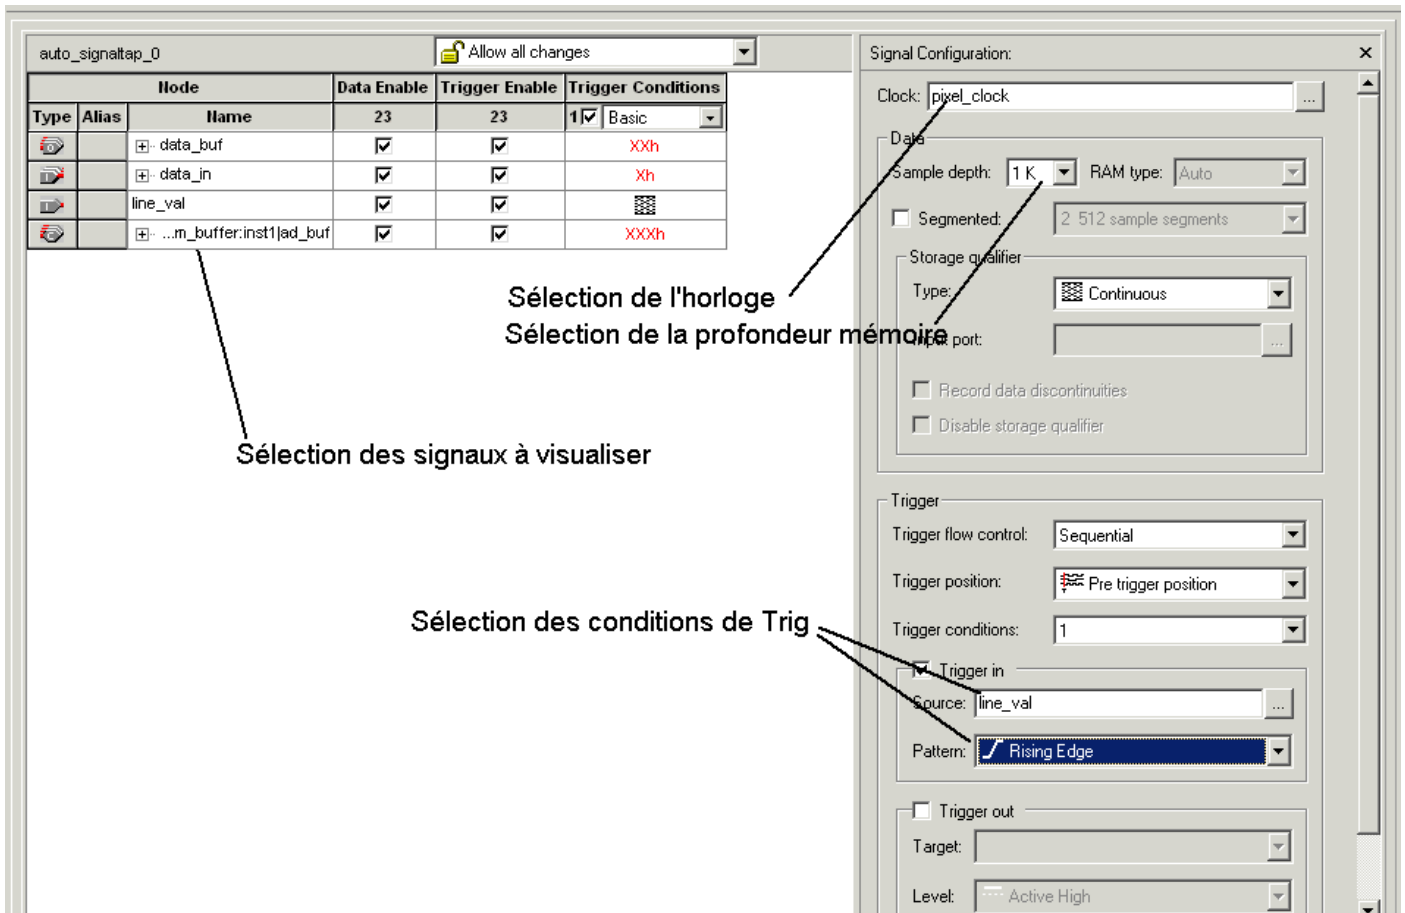 auto_signaltap_0
Allow all changes
Node
Data Enable
Trigger Enable
Trigger Conditions
Type
Alias
Name
23
23
1
Basic
data_buf
XXh
data_in
Xh
line_val
...m_buffer:inst1|ad_buf
XXXh
Sélection de l'horloge
Sélection de la profondeur mémoire
Sélection des signaux à visualiser
Sélection des conditions de Trig
Signal Configuration:
Clock: pixel_clock
...
Data
Sample depth: 1 K
RAM type: Auto
Segmented: 2 512 sample segments
Storage qualifier
Type: Continuous
Input port:
...
Record data discontinuities
Disable storage qualifier
Trigger
Trigger flow control: Sequential
Trigger position: Pre trigger position
Trigger conditions: 1
Trigger in
Source: line_val
...
Pattern: Rising Edge
Trigger out
Target:
Level: Active High